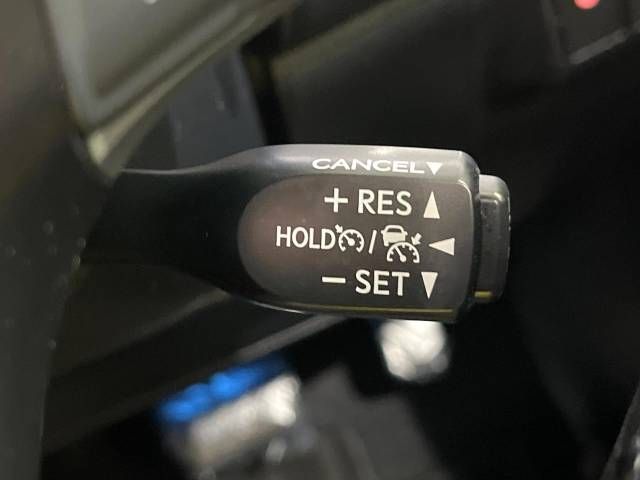 CANCEL▼
+ RES ▲
HOLD / ◀
− SET ▼